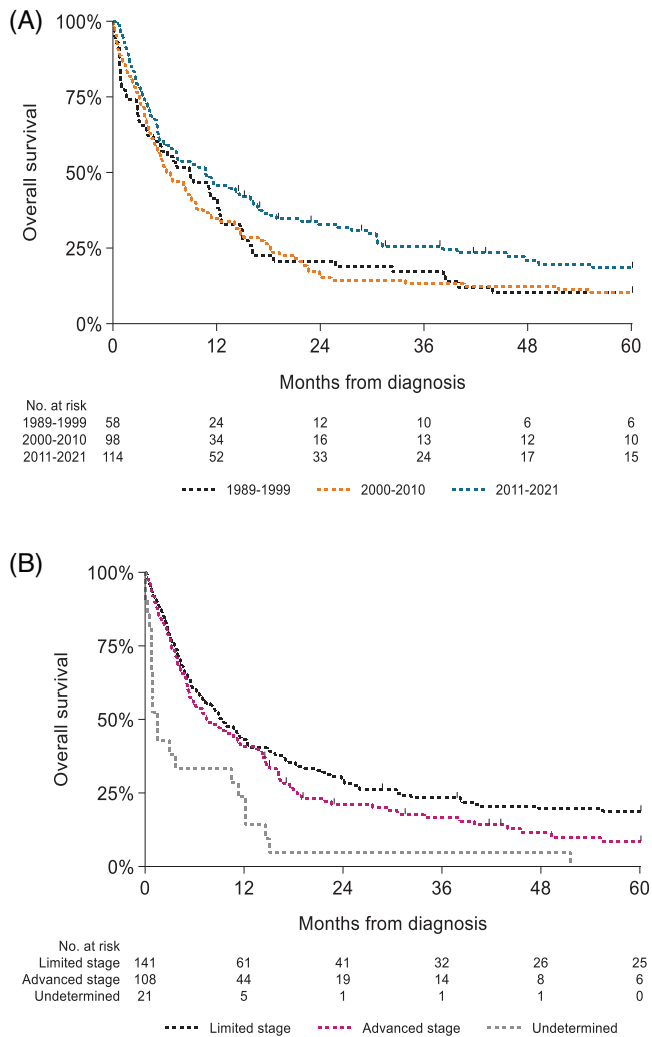 (A)
100%
75%
50%
25%
0%
Overall survival
0 12 24 36 48 60
Months from diagnosis
No. at risk
1989-1999 58 24 12 10 6 6
2000-2010 98 34 16 13 12 10
2011-2021 114 52 33 24 17 15
1989-1999 2000-2010 2011-2021
(B)
100%
75%
50%
25%
0%
Overall survival
0 12 24 36 48 60
Months from diagnosis
No. at risk
Limited stage 141 61 41 32 26 25
Advanced stage 108 44 19 14 8 6
Undetermined 21 5 1 1 1 0
Limited stage Advanced stage Undetermined